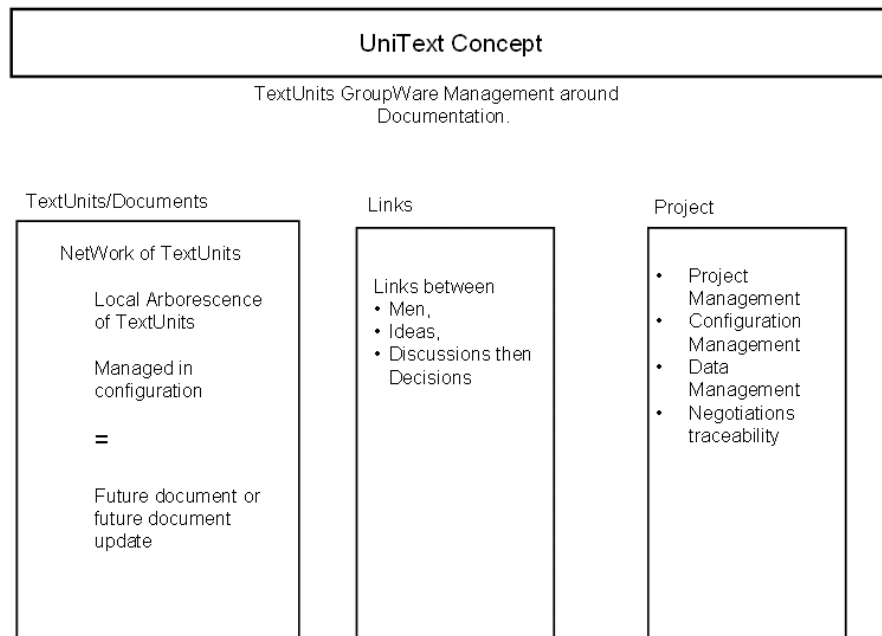 UniText Concept
TextUnits GroupWare Management around
Documentation.
TextUnits/Documents
NetWork of TextUnits
Local Arborescence
of TextUnits
Managed in
configuration
=
Future document or
future document
update
Links
Links between
• Men,
• Ideas,
• Discussions then
Decisions
Project
• Project
Management
• Configuration
Management
• Data
Management
• Negotiations
traceability